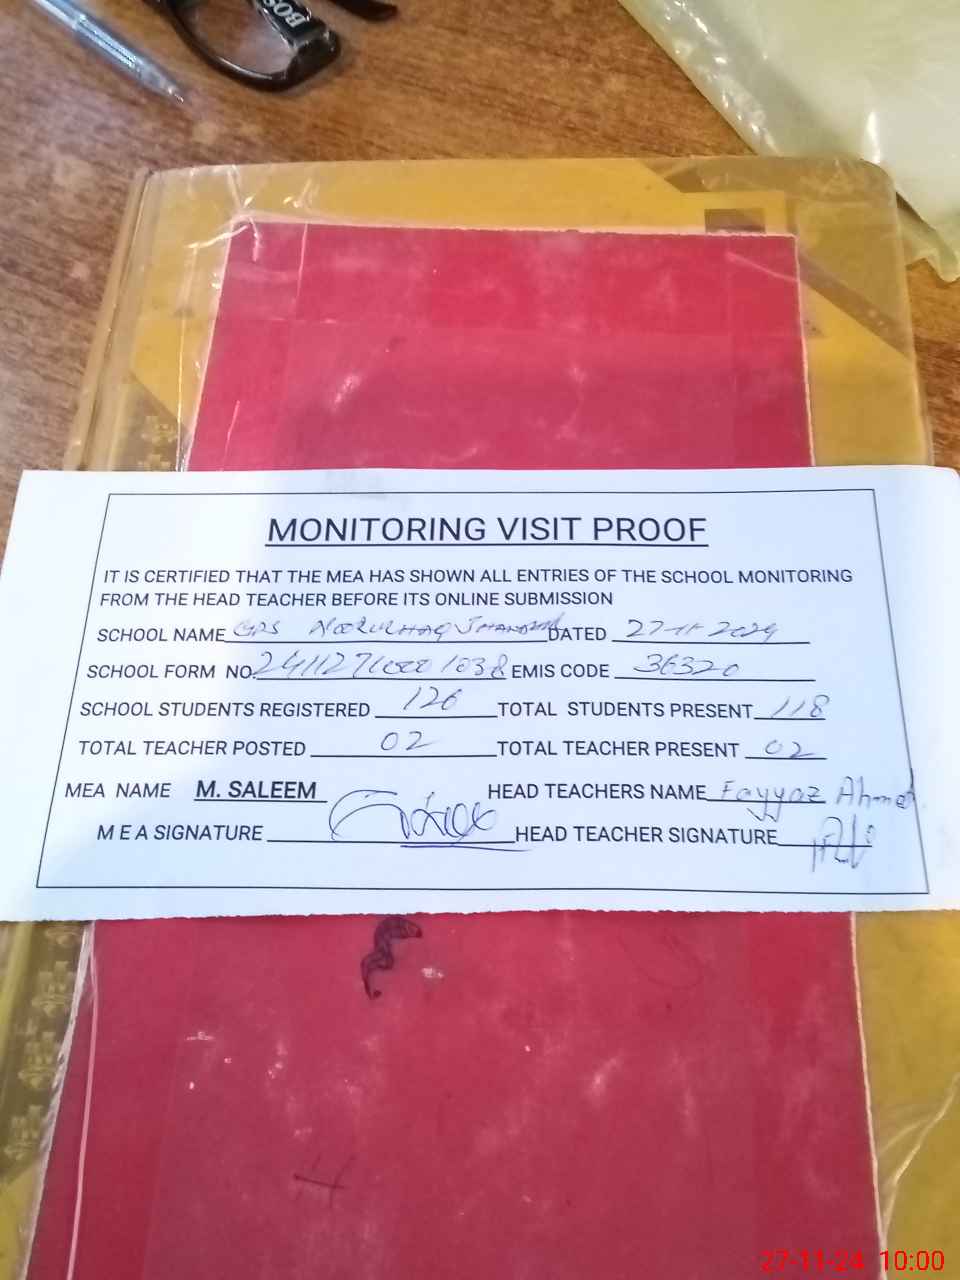 BOS
MONITORING VISIT PROOF
IT IS CERTIFIED THAT THE MEA HAS SHOWN ALL ENTRIES OF THE SCHOOL MONITORING
FROM THE HEAD TEACHER BEFORE ITS ONLINE SUBMISSION
SCHOOL NAME GPS DATED 27-11-2024
SCHOOL FORM NO. EMIS CODE 36320
SCHOOL STUDENTS REGISTERED 126 TOTAL STUDENTS PRESENT 118
TOTAL TEACHER POSTED 02 TOTAL TEACHER PRESENT 02
MEA NAME M. SALEEM HEAD TEACHERS NAME Fayyaz Ahmed
M E A SIGNATURE HEAD TEACHER SIGNATURE
27-11-24 10:00